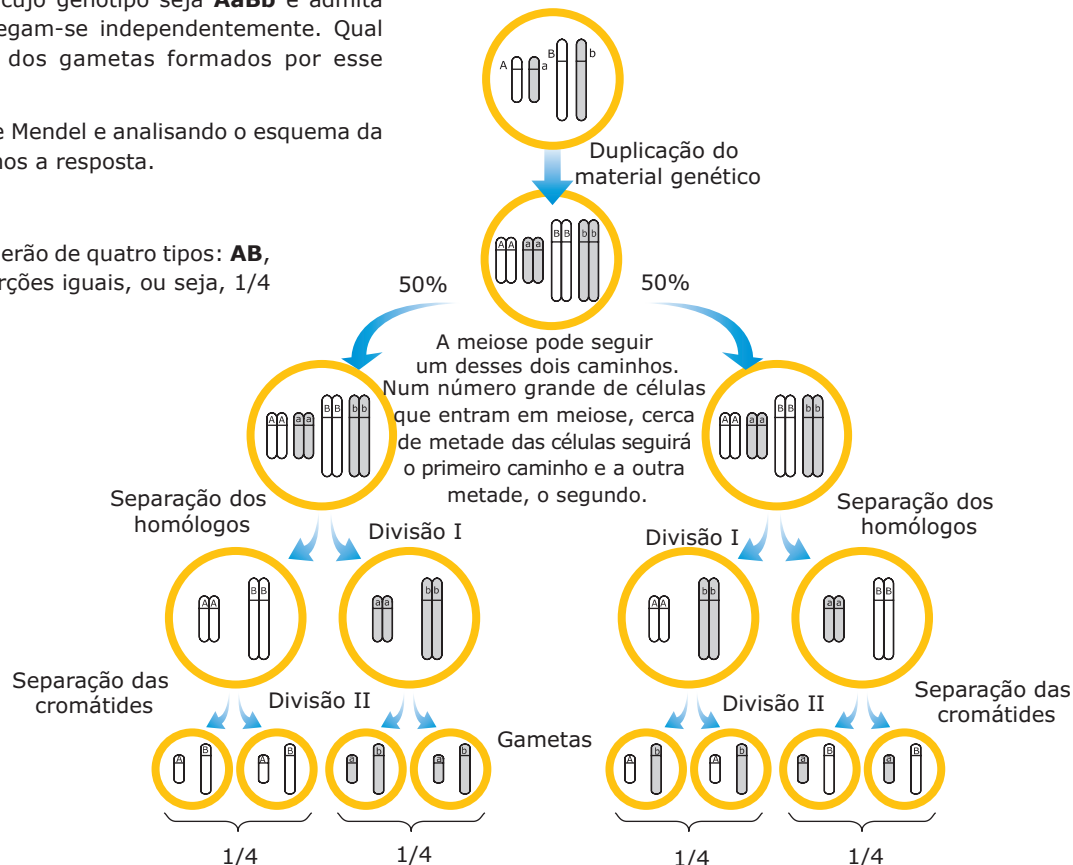 cujo genótipo seja AaBb e admita
egam-se independentemente. Qual
dos gametas formados por esse
e Mendel e analisando o esquema da
nos a resposta.
erão de quatro tipos: AB,
rções iguais, ou seja, 1/4
A a B b
Duplicação do
material genético
A A a a B B b b
50% 50%
A meiose pode seguir
um desses dois caminhos.
Num número grande de células
que entram em meiose, cerca
de metade das células seguirá
o primeiro caminho e a outra
metade, o segundo.
A A a a B B b b
A A a a B B b b
Separação dos
homólogos
Divisão I
Divisão I
Separação dos
homólogos
A A B B
a a b b
A A b b
a a B B
Separação das
cromátides
Divisão II
Divisão II
Separação das
cromátides
Gametas
A B
A B
a b
a b
A b
A b
a B
a B
1/4 1/4 1/4 1/4